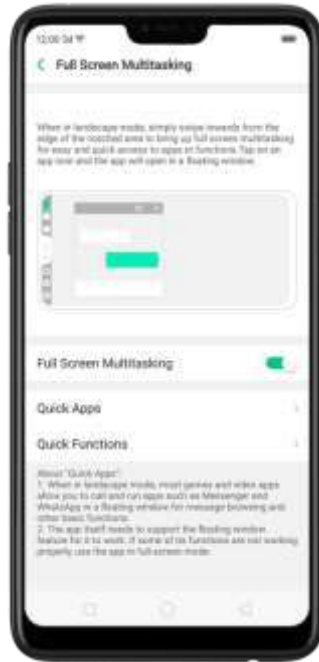 12:00
Full Screen Multitasking
When in landscape mode, simply swipe inwards from the
edge of the notched area to bring up full screen multitasking
for easy and quick access to apps or functions. Tap on an
app icon and the app will open in a floating window.
Full Screen Multitasking
Quick Apps
Quick Functions
About "Quick Apps":
1. When in landscape mode, most games and video apps
allow you to call and run apps such as Messenger and
WhatsApp in a floating window for message browsing and
other basic functions.
2. The app itself needs to support the floating window
feature for it to work. If some of its functions are not working
properly, use the app in full-screen mode.